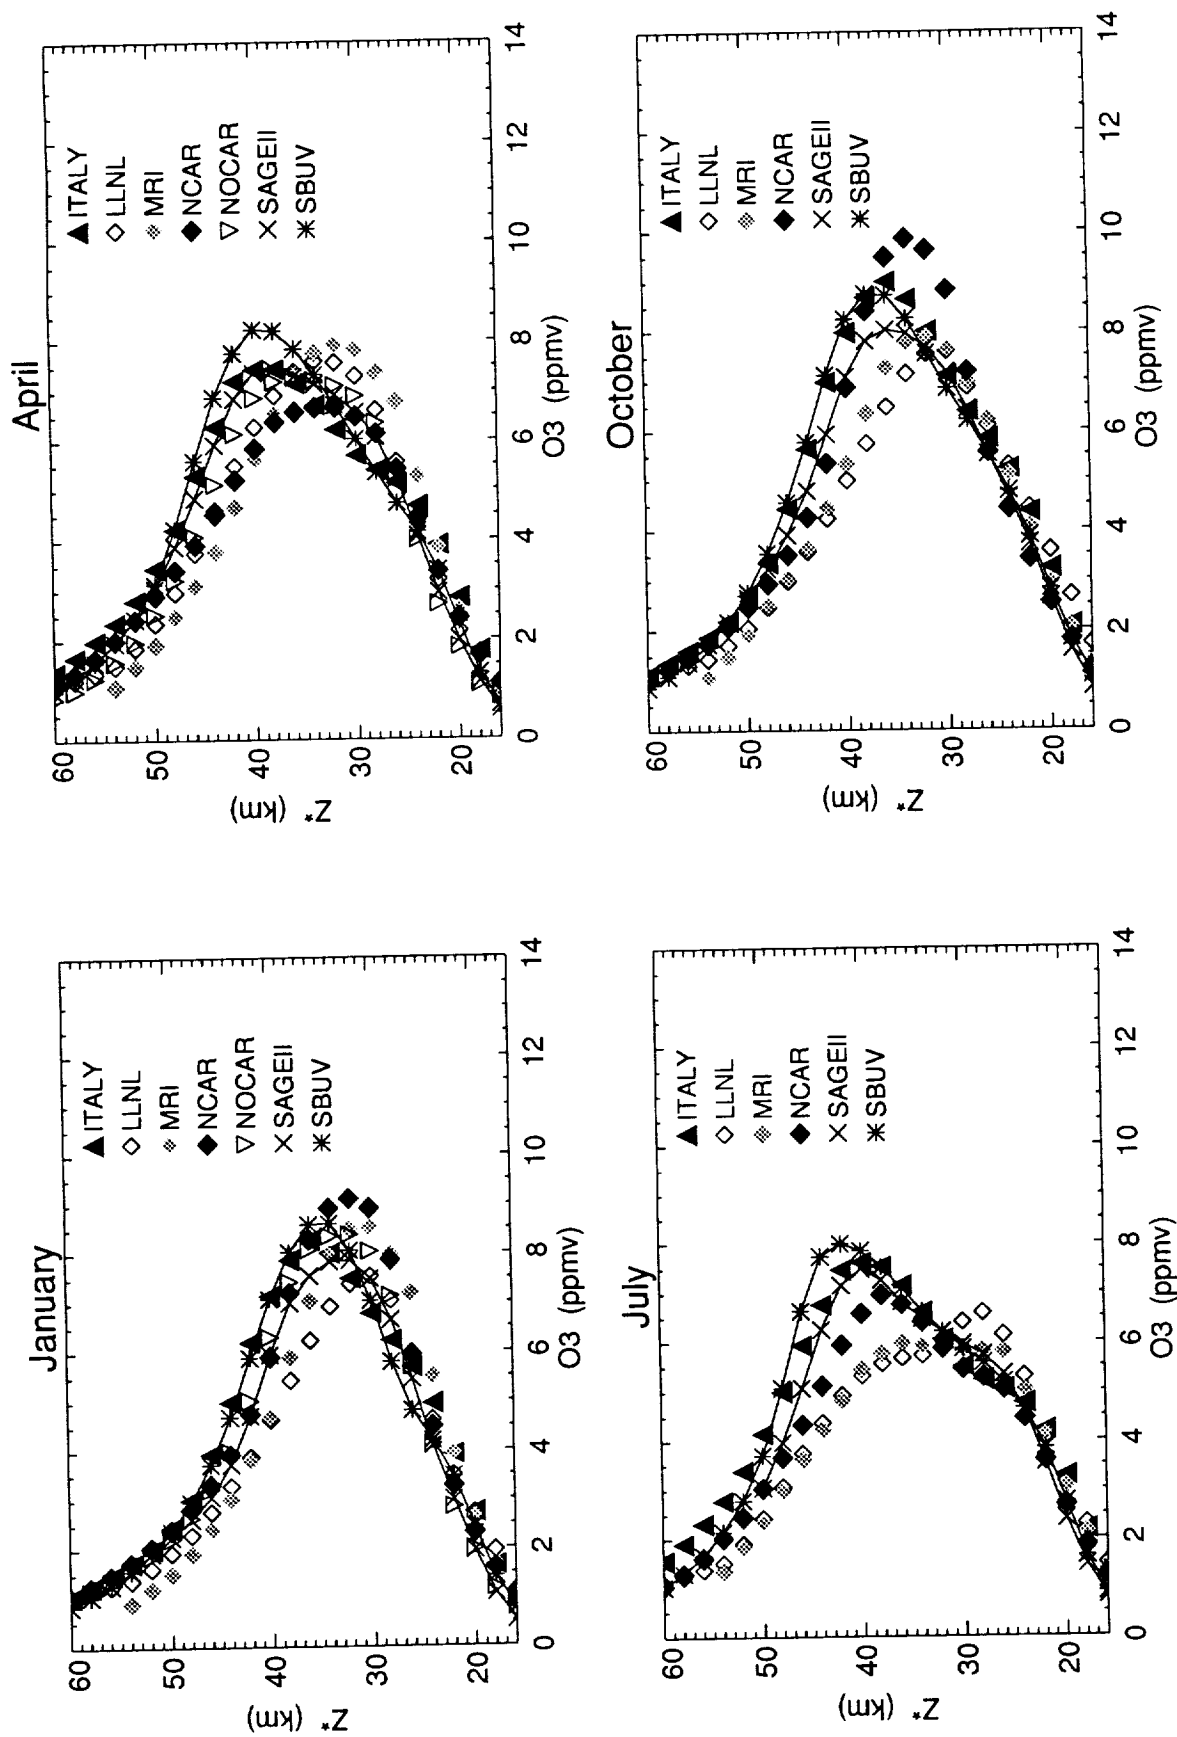 January
ITALY
LLNL
MRI
NCAR
NOCAR
SAGEII
SBUV
60
50
40
30
20
Z* (km)
0 2 4 6 8 10 12 14
O3 (ppmv)
April
ITALY
LLNL
MRI
NCAR
NOCAR
SAGEII
SBUV
60
50
40
30
20
Z* (km)
0 2 4 6 8 10 12 14
O3 (ppmv)
July
ITALY
LLNL
MRI
NCAR
SAGEII
SBUV
60
50
40
30
20
Z* (km)
0 2 4 6 8 10 12 14
O3 (ppmv)
October
ITALY
LLNL
MRI
NCAR
SAGEII
SBUV
60
50
40
30
20
Z* (km)
0 2 4 6 8 10 12 14
O3 (ppmv)